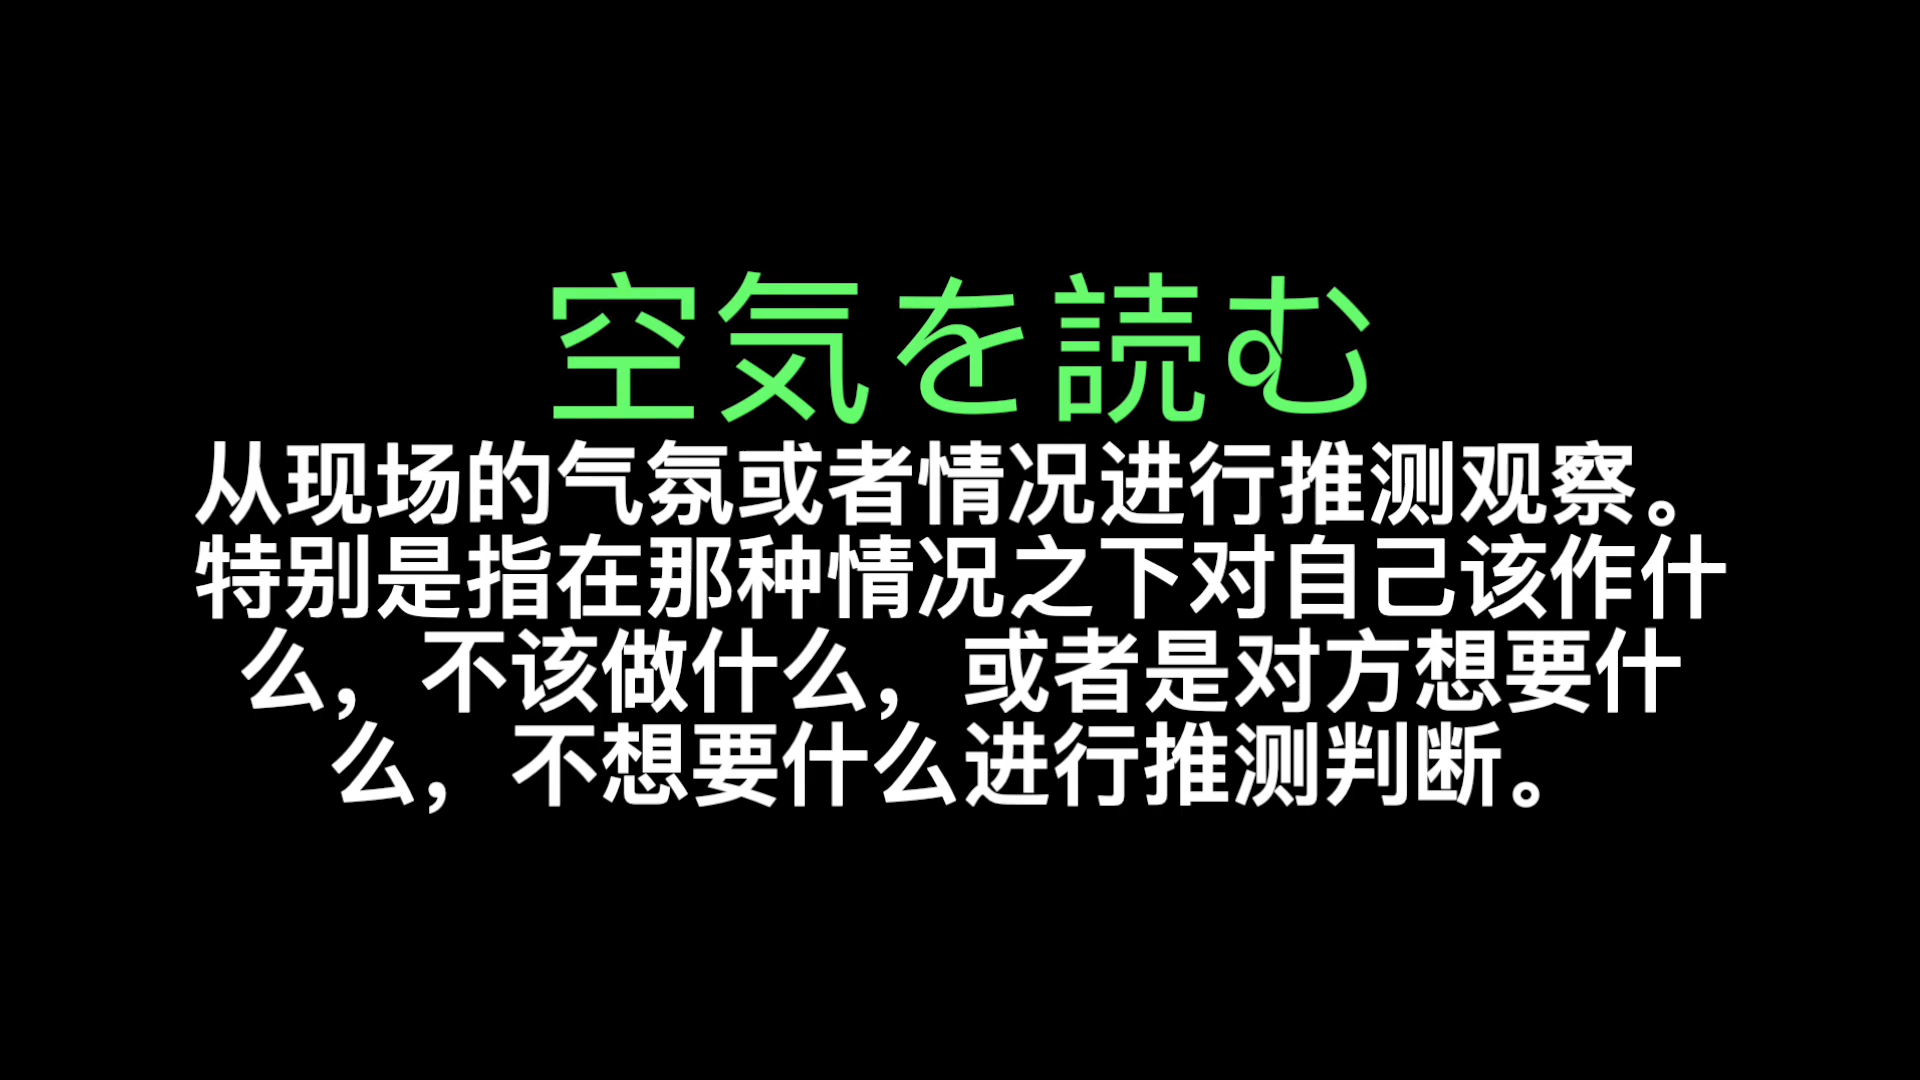 空気を読む
从现场的气氛或者情况进行推测观察。
特别是指在那种情况之下对自己该作什
么，不该做什么，或者是对方想要什
么，不想要什么进行推测判断。